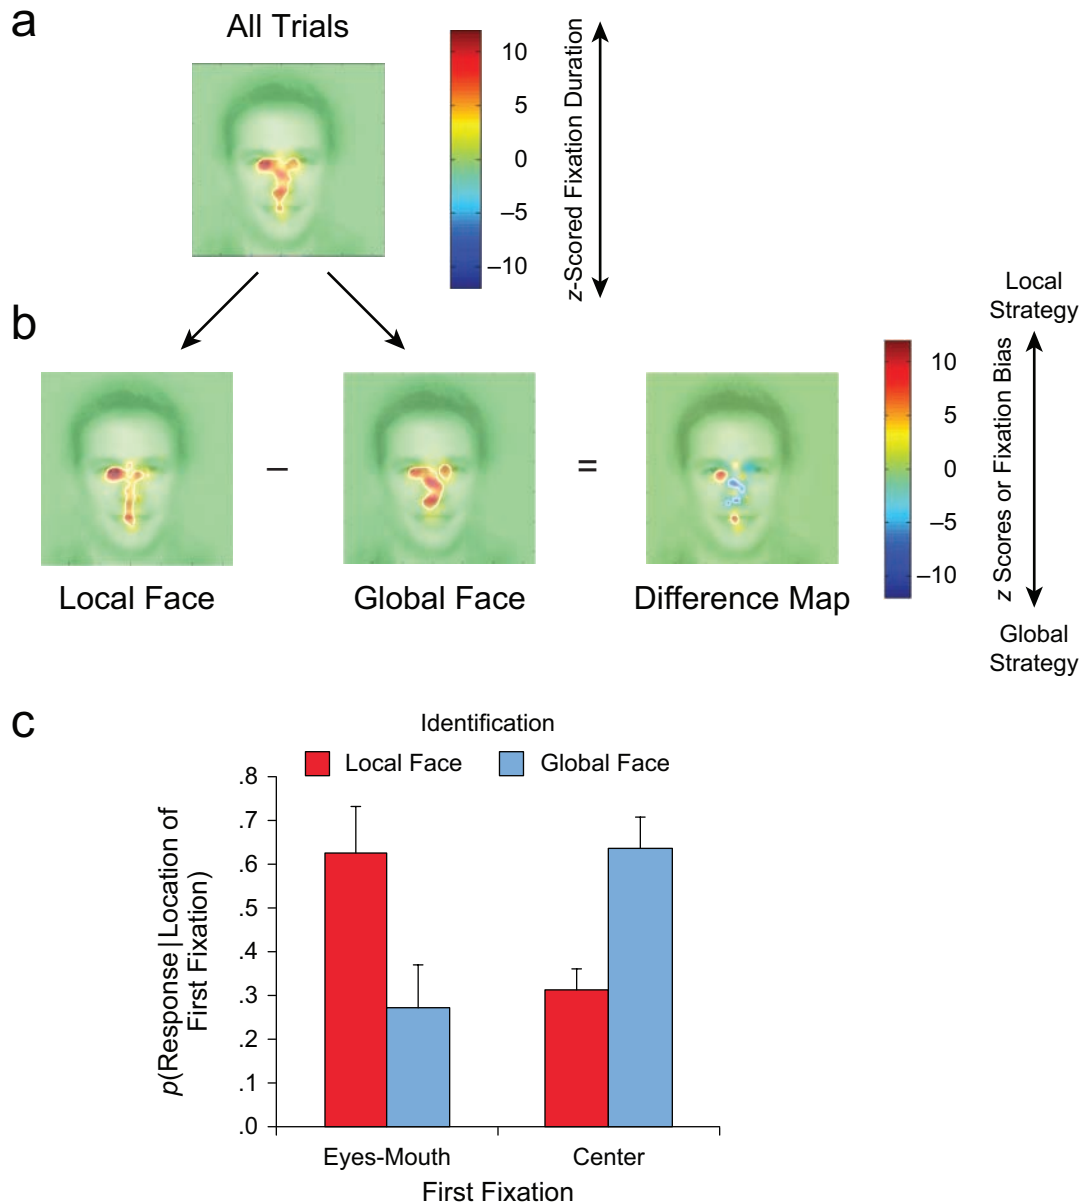 a
All Trials
10
5
0
–5
–10
z-Scored Fixation Duration
b
–
=
Local Face
Global Face
Difference Map
10
5
0
–5
–10
Local
Strategy
z Scores or Fixation Bias
Global
Strategy
c
Identification
Local Face
Global Face
p(Response|Location of
First Fixation)
.8
.7
.6
.5
.4
.3
.2
.1
.0
Eyes-Mouth
Center
First Fixation